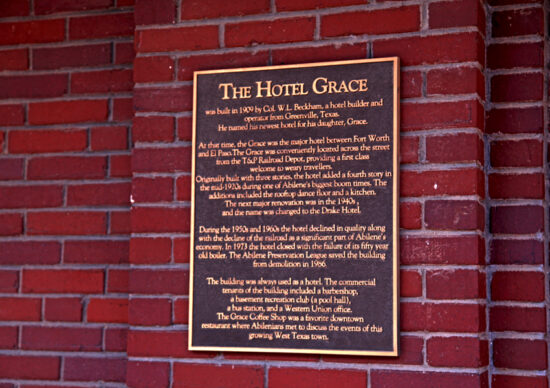 THE HOTEL GRACE
was built in 1909 by Col. W.L. Beckham, a hotel builder and
operator from Greenville, Texas.
He named his newest hotel for his daughter, Grace.
At that time, the Grace was the major hotel between Fort Worth
and El Paso. The Grace was conveniently located across the street
from the T&P Railroad Depot, providing a first class
welcome to weary travellers.
Originally built with three stories, the hotel added a fourth story in
the mid-1920s during one of Abilene's biggest boom times. The
additions included the rooftop dance floor and a kitchen.
The next major renovation was in the 1940s,
and the name was changed to the Drake Hotel.
During the 1950s and 1960s the hotel declined in quality along
with the decline of the railroad as a significant part of Abilene's
economy. In 1973 the hotel closed with the failure of its fifty year
old boiler. The Abilene Preservation League saved the building
from demolition in 1986.
The building was always used as a hotel. The commercial
tenants of the building included a barbershop,
a basement recreation club (a pool hall),
a bus station, and a Western Union office.
The Grace Coffee Shop was a favorite downtown
restaurant where Abilenians met to discuss the events of this
growing West Texas town.